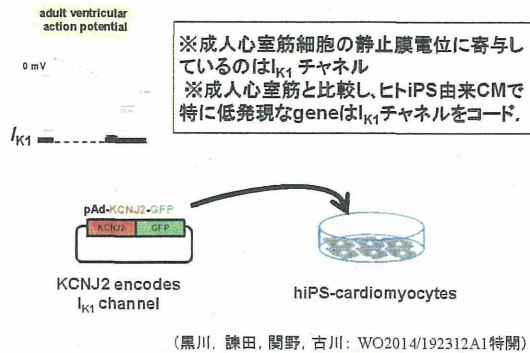 adult ventricular
action potential
0 mV
I_K1
※成人心室筋細胞の静止膜電位に寄与し
ているのはI_K1 チャネル
※成人心室筋と比較し、ヒトiPS由来CMで
特に低発現なgeneはI_K1チャネルをコード.
pAd-KCNJ2-GFP
KCNJ2 GFP
KCNJ2 encodes
I_K1 channel
hiPS-cardiomyocytes
(黒川, 諫田, 関野, 古川: WO2014/192312A1特開)